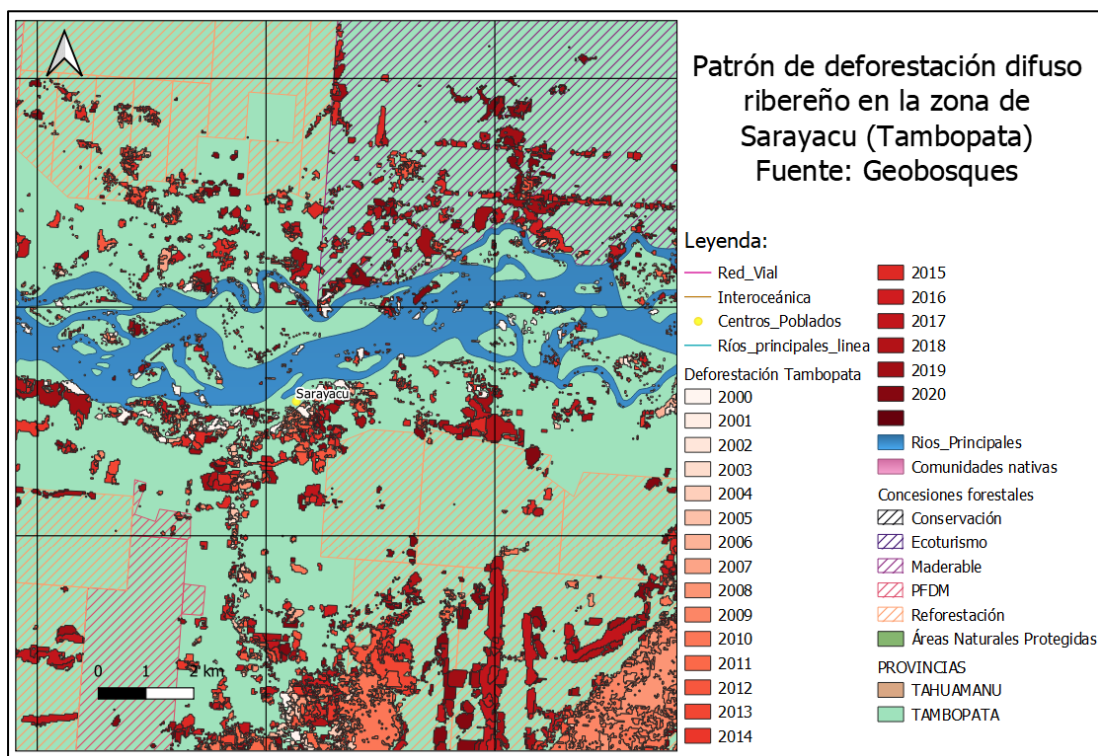 Patrón de deforestación difuso
ribereño en la zona de
Sarayacu (Tambopata)
Fuente: Geobosques
Leyenda:
Red_Vial
Interoceánica
Centros_Poblados
Ríos_principales_linea
Deforestación Tambopata
2000
2001
2002
2003
2004
2005
2006
2007
2008
2009
2010
2011
2012
2013
2014
2015
2016
2017
2018
2019
2020
Rios_Principales
Comunidades nativas
Concesiones forestales
Conservación
Ecoturismo
Maderable
PFDM
Reforestación
Áreas Naturales Protegidas
PROVINCIAS
TAHUAMANU
TAMBOPATA
Sarayacu
0 1 2 km